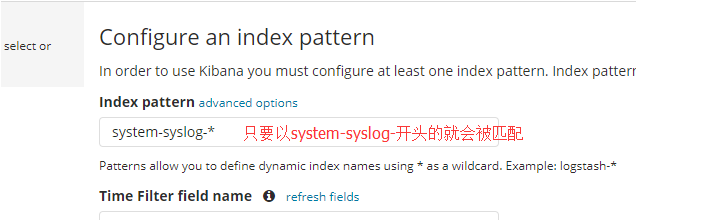 select or
Configure an index pattern
In order to use Kibana you must configure at least one index pattern. Index pattern
Index pattern advanced options
system-syslog-* 只要以system-syslog-开头的就会被匹配
Patterns allow you to define dynamic index names using * as a wildcard. Example: logstash-*
Time Filter field name refresh fields